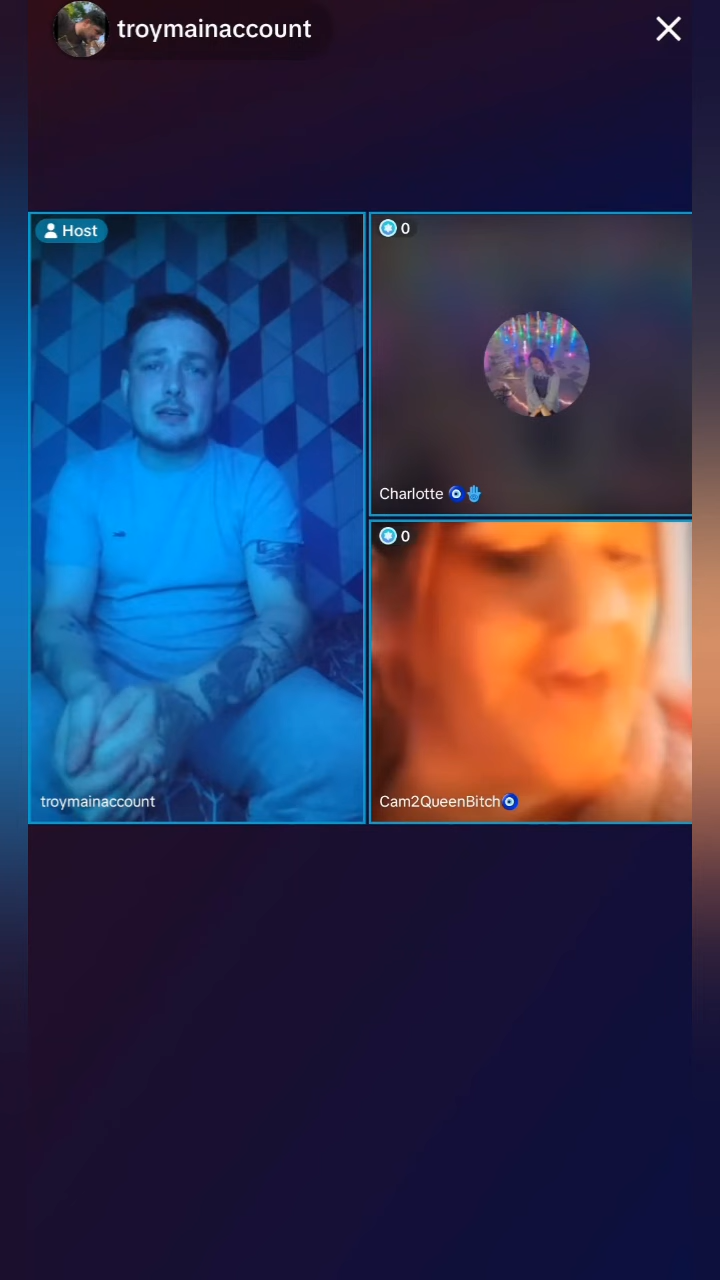 troymainaccount
Host
0
Charlotte 🧿🪬
0
troymainaccount
Cam2QueenBitch🧿